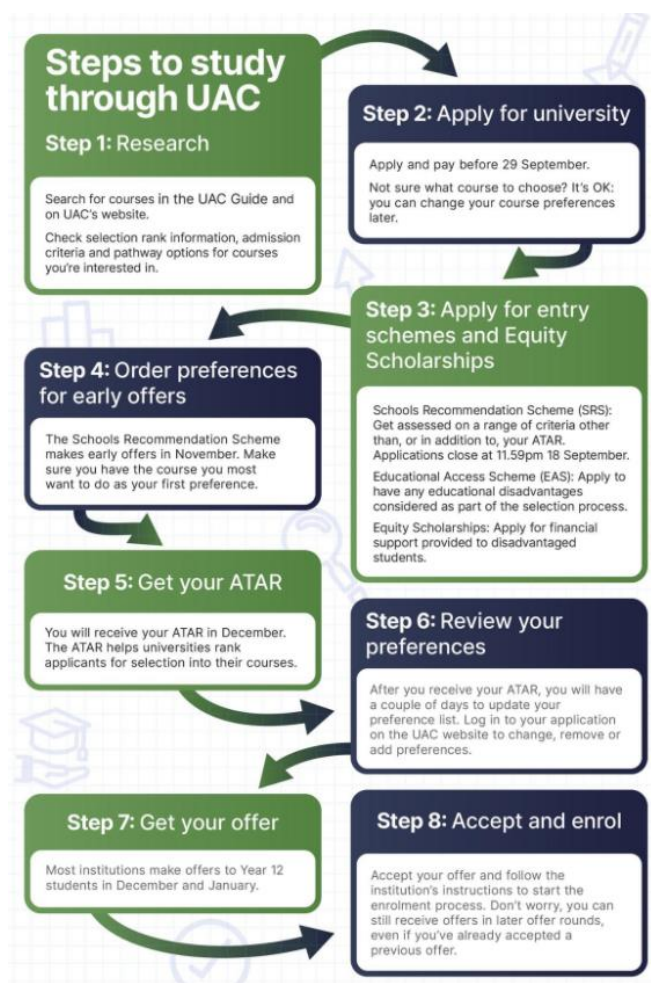 Steps to study
through UAC
Step 1: Research
Search for courses in the UAC Guide and
on UAC's website.
Check selection rank information, admission
criteria and pathway options for courses
you're interested in.
Step 2: Apply for university
Apply and pay before 29 September.
Not sure what course to choose? It's OK:
you can change your course preferences
later.
Step 3: Apply for entry
schemes and Equity
Scholarships
Schools Recommendation Scheme (SRS):
Get assessed on a range of criteria other
than, or in addition to, your ATAR.
Applications close at 11.59pm 18 September.
Educational Access Scheme (EAS): Apply to
have any educational disadvantages
considered as part of the selection process.
Equity Scholarships: Apply for financial
support provided to disadvantaged
students.
Step 4: Order preferences
for early offers
The Schools Recommendation Scheme
makes early offers in November. Make
sure you have the course you most
want to do as your first preference.
Step 5: Get your ATAR
You will receive your ATAR in December.
The ATAR helps universities rank
applicants for selection into their courses.
Step 6: Review your
preferences
After you receive your ATAR, you will have
a couple of days to update your
preference list. Log in to your application
on the UAC website to change, remove or
add preferences.
Step 7: Get your offer
Most institutions make offers to Year 12
students in December and January.
Step 8: Accept and enrol
Accept your offer and follow the
institution's instructions to start the
enrolment process. Don't worry, you can
still receive offers in later offer rounds,
even if you've already accepted a
previous offer.